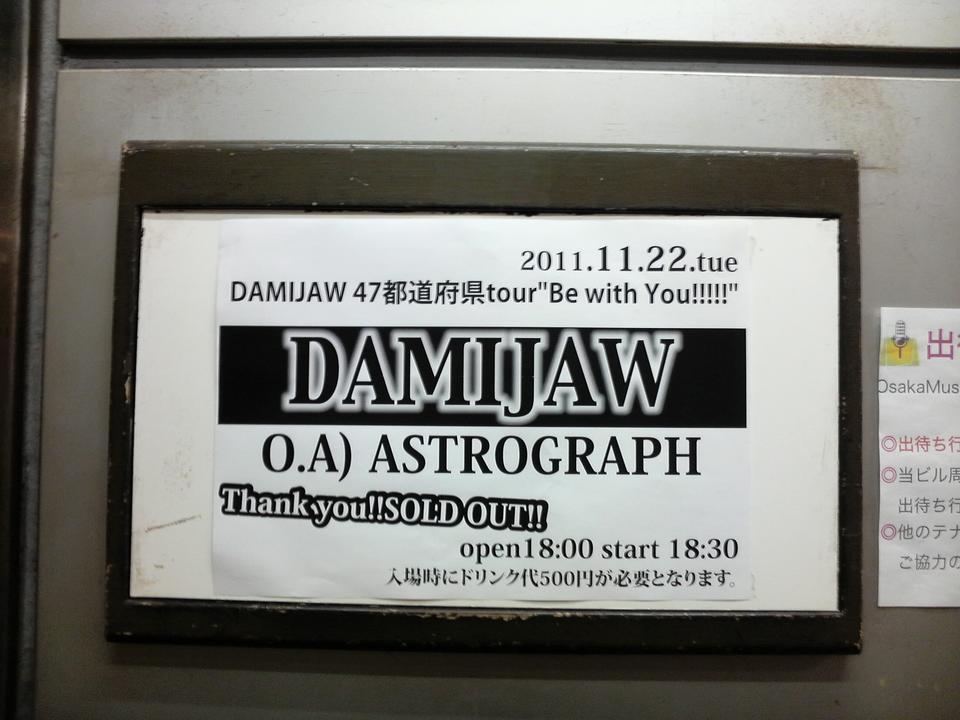 2011.11.22.tue
DAMIJAW 47都道府県tour"Be with You!!!!!"
DAMIJAW
O.A) ASTROGRAPH
Thank you!!SOLD OUT!!
open18:00 start 18:30
入場時にドリンク代500円が必要となります。
出
OsakaMus
◎出待ち行
◎当ビル周
出待ち行
◎他のテナ
ご協力の